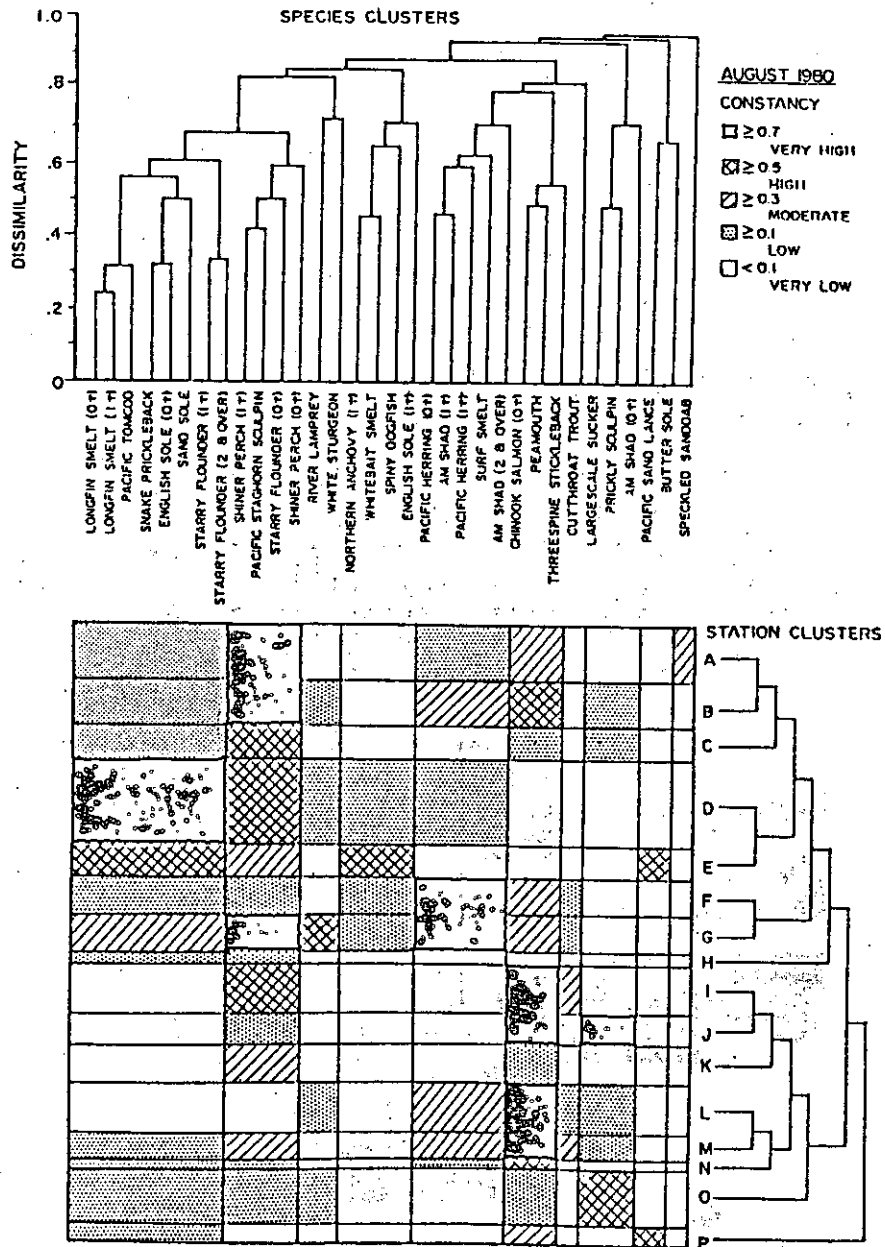 SPECIES CLUSTERS
1.0
.8
.6
.4
.2
0
DISSIMILARITY
AUGUST 1980
CONSTANCY
≥ 0.7
VERY HIGH
≥ 0.5
HIGH
≥ 0.3
MODERATE
≥ 0.1
LOW
< 0.1
VERY LOW
LONGFIN SMELT (0+)
LONGFIN SMELT (1+)
PACIFIC TOMCOD
SNAKE PRICKLEBACK
ENGLISH SOLE (0+)
SAND SOLE
STARRY FLOUNDER (1+)
STARRY FLOUNDER (2 & OVER)
SHINER PERCH (1+)
PACIFIC STAGHORN SCULPIN
STARRY FLOUNDER (0+)
SHINER PERCH (0+)
RIVER LAMPREY
WHITE STURGEON
NORTHERN ANCHOVY (1+)
WHITEBAIT SMELT
SPINY DOGFISH
ENGLISH SOLE (1+)
PACIFIC HERRING (0+)
AM SHAD (1+)
PACIFIC HERRING (1+)
SURF SMELT
AM SHAD (2 & OVER)
CHINOOK SALMON (0+)
PEAMOUTH
THREESPINE STICKLEBACK
CUTTHROAT TROUT
LARGESCALE SUCKER
PRICKLY SCULPIN
AM SHAD (0+)
PACIFIC SAND LANCE
BUTTER SOLE
SPECKLED SANDDAB
STATION CLUSTERS
A
B
C
D
E
F
G
H
I
J
K
L
M
N
O
P